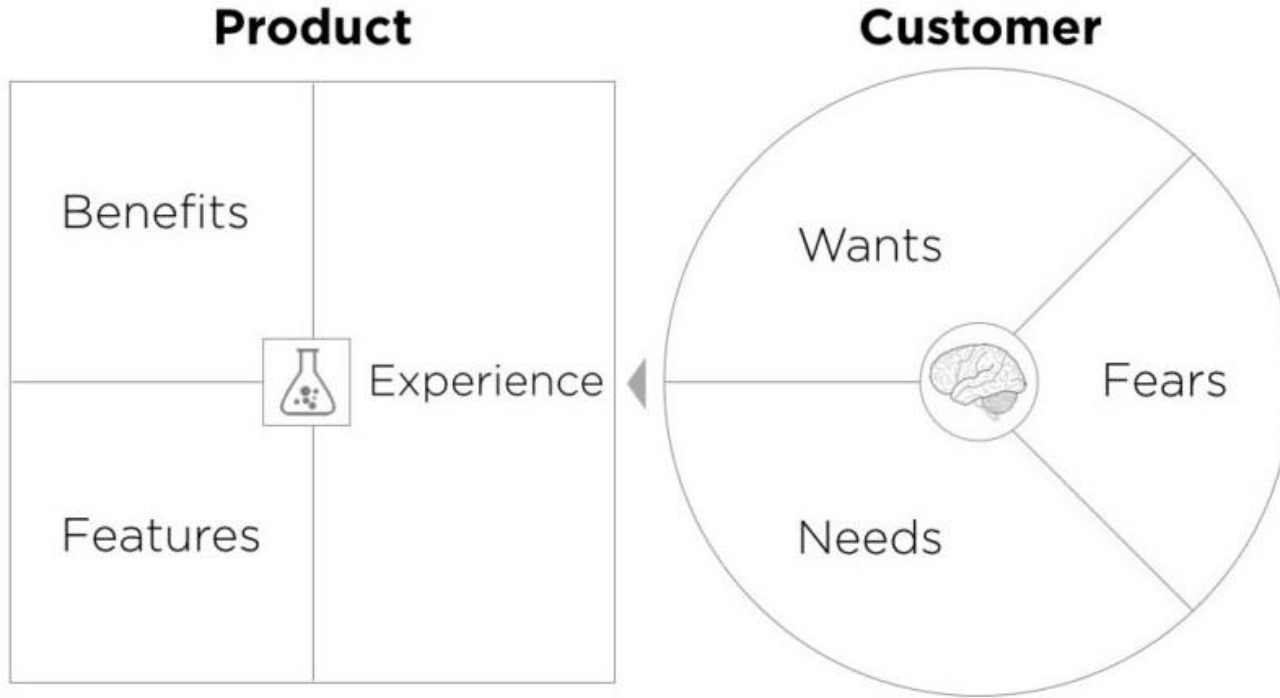 Product
Customer
Benefits
Wants
Experience
Fears
Features
Needs